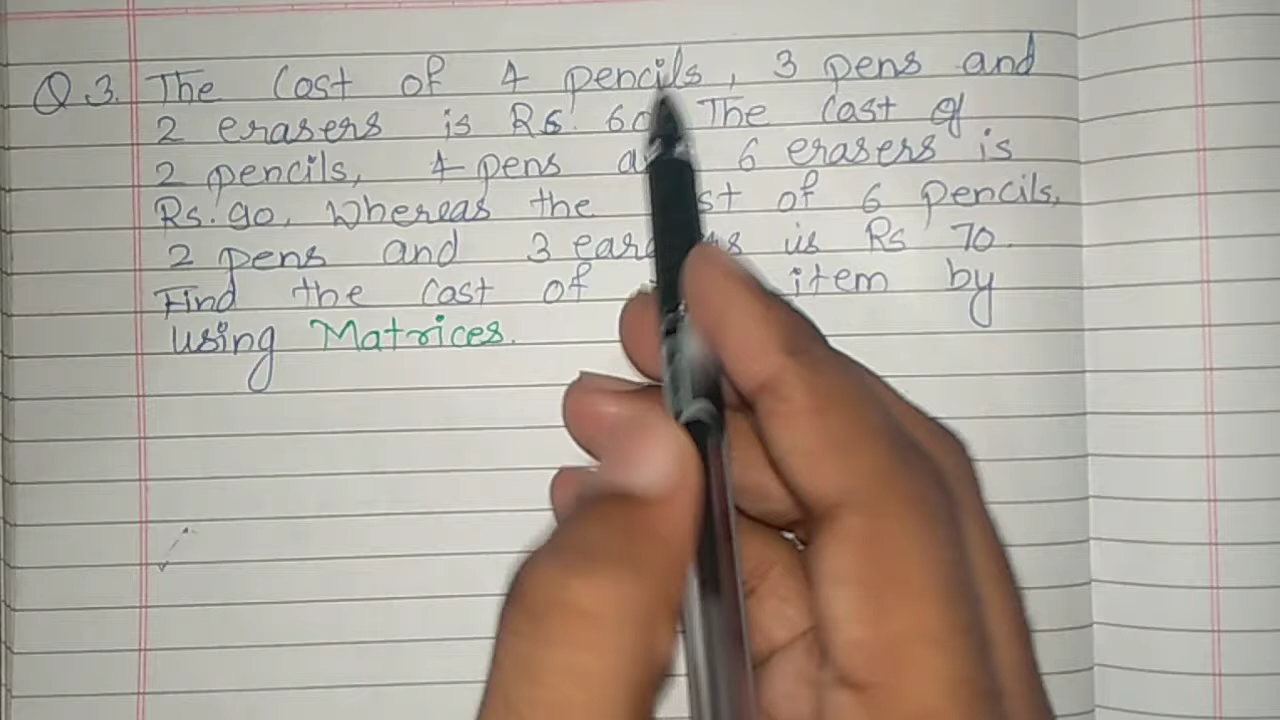 Q.3. The Cost of 4 pencils, 3 pens and
2 erasers is Rs. 60 The Cost of
2 pencils, 4 pens 6 erasers is
Rs. 90. Whereas the of 6 pencils,
2 pens and 3 is Rs 70.
Find the Cost of item by
using Matrices.